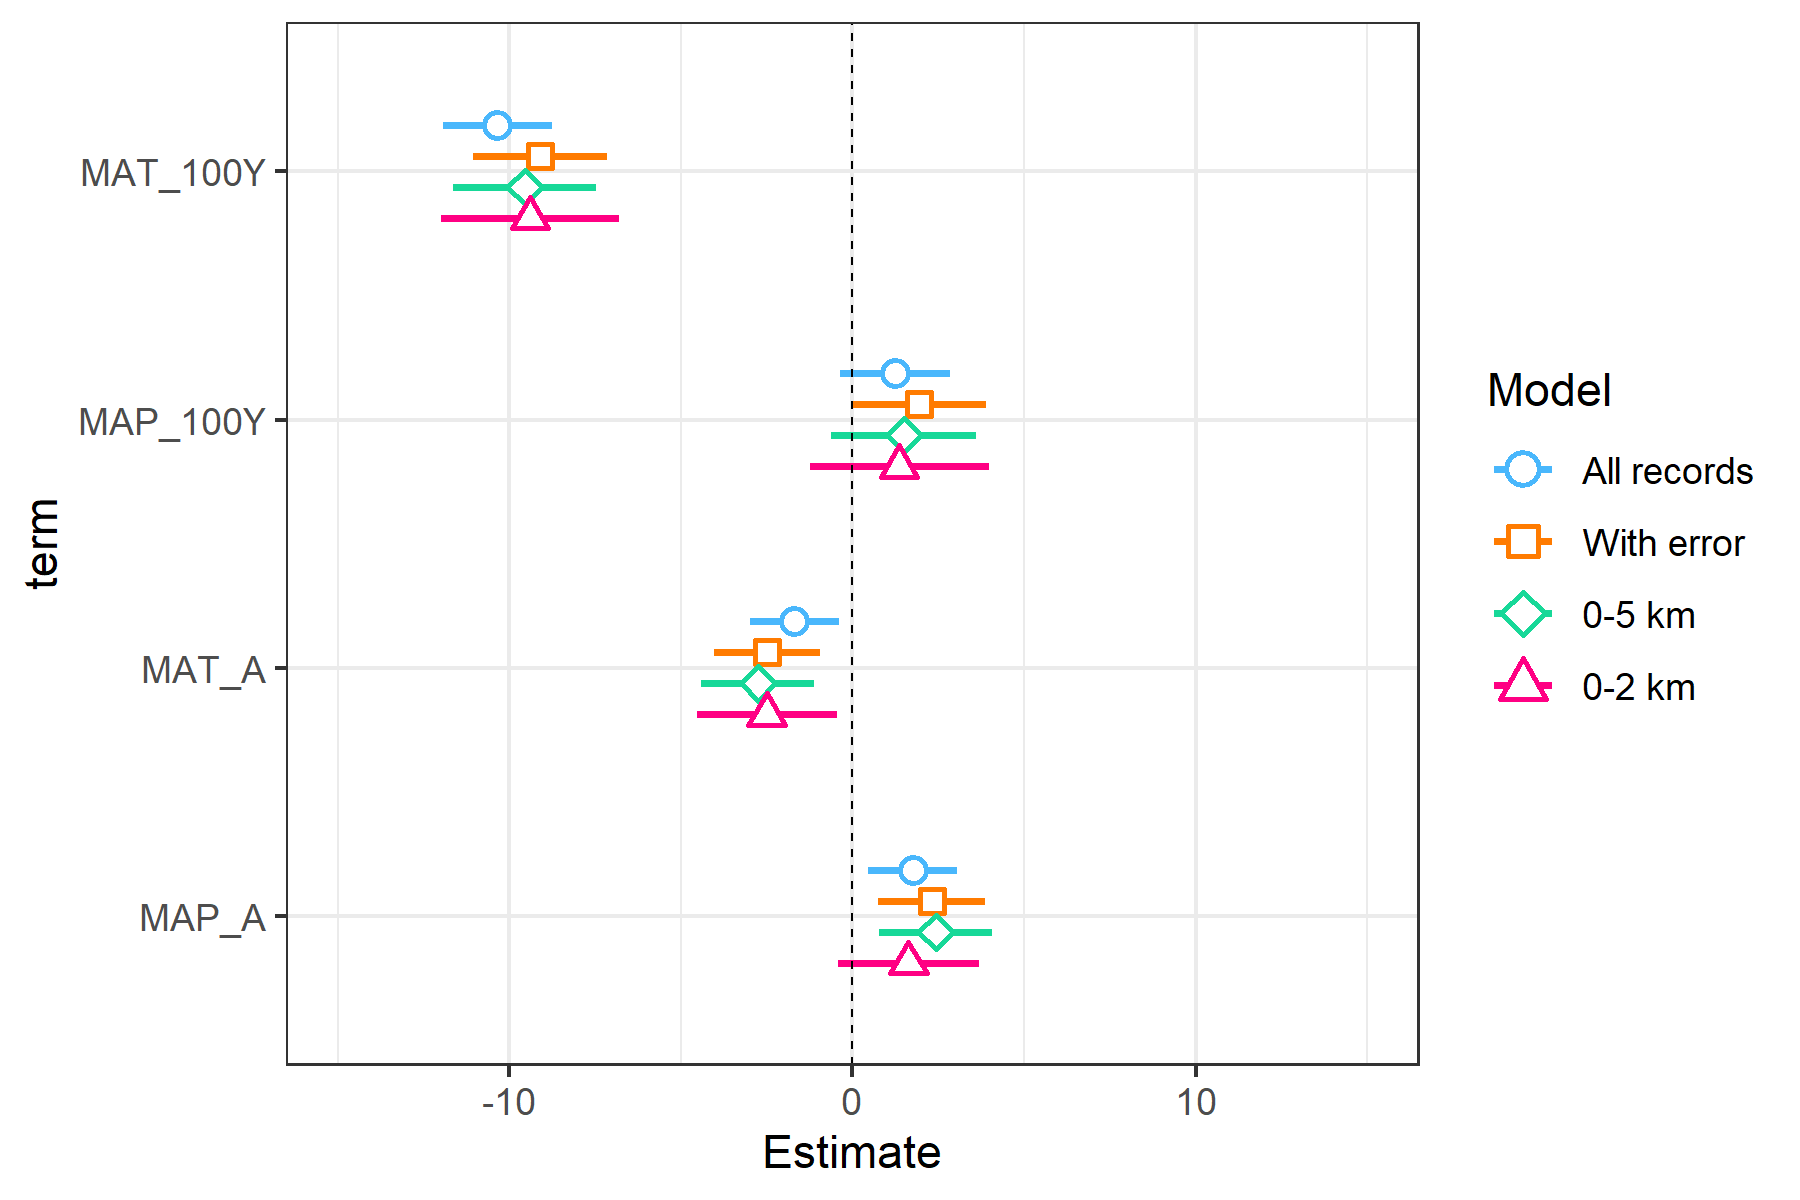 MAT_100Y
MAP_100Y
MAT_A
MAP_A
term
-10
0
10
Estimate
Model
All records
With error
0-5 km
0-2 km